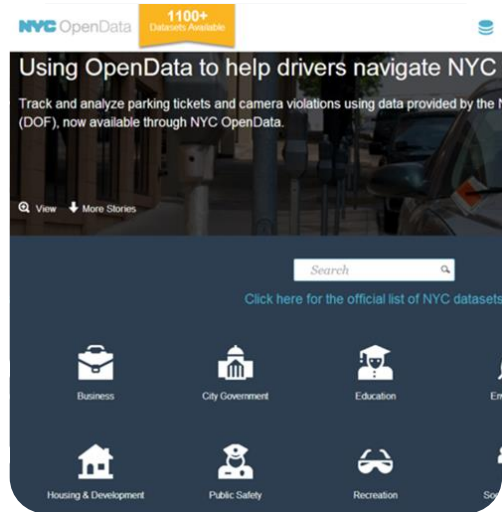 NYC OpenData
1100+
Datasets Available
Using OpenData to help drivers navigate NYC
Track and analyze parking tickets and camera violations using data provided by the
(DOF), now available through NYC OpenData.
View More Stories
Search
Click here for the official list of NYC datasets
Business City Government Education
Housing & Development Public Safety Recreation